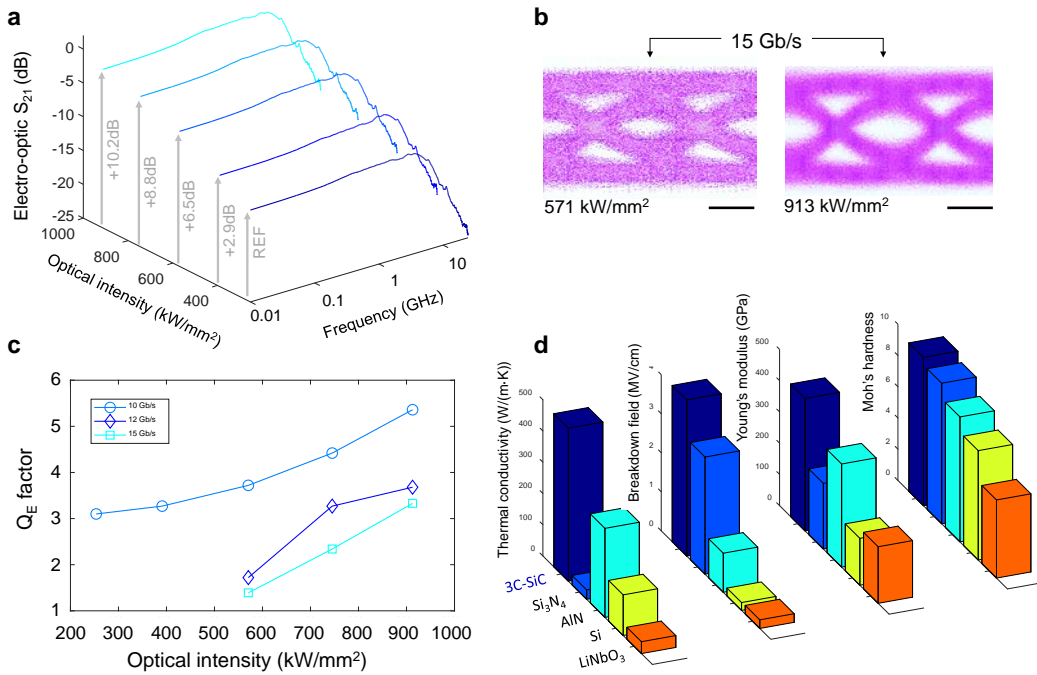 a
Electro-optic S21 (dB)
0
-5
-10
-15
-20
-25
+10.2dB
+8.8dB
+6.5dB
+2.9dB
REF
1000
800
600
400
Optical intensity (kW/mm²)
0.01
0.1
1
10
Frequency (GHz)
b
15 Gb/s
571 kW/mm²
913 kW/mm²
c
QE factor
6
5
4
3
2
1
10 Gb/s
12 Gb/s
15 Gb/s
200 300 400 500 600 700 800 900 1000
Optical intensity (kW/mm²)
d
Thermal conductivity (W/(m·K))
500
400
300
200
100
0
3C-SiC
Si3N4
AlN
Si
LiNbO3
Breakdown field (MV/cm)
4
3
2
1
0
Young's modulus (GPa)
500
400
300
200
100
0
Moh's hardness
10
8
6
4
2
0